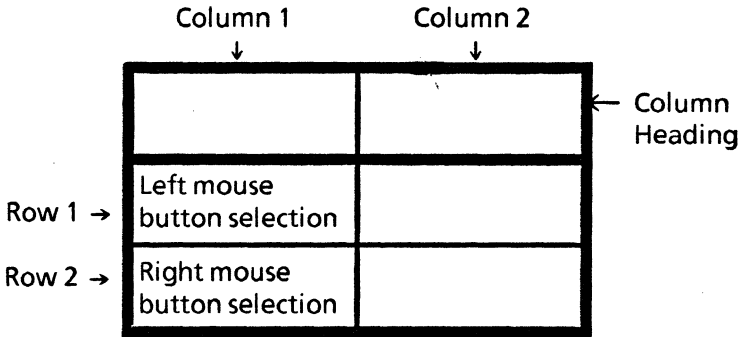 Column 1 Column 2
Column
Heading
Left mouse
Row 1 → button selection
Row 2 → Right mouse
button selection